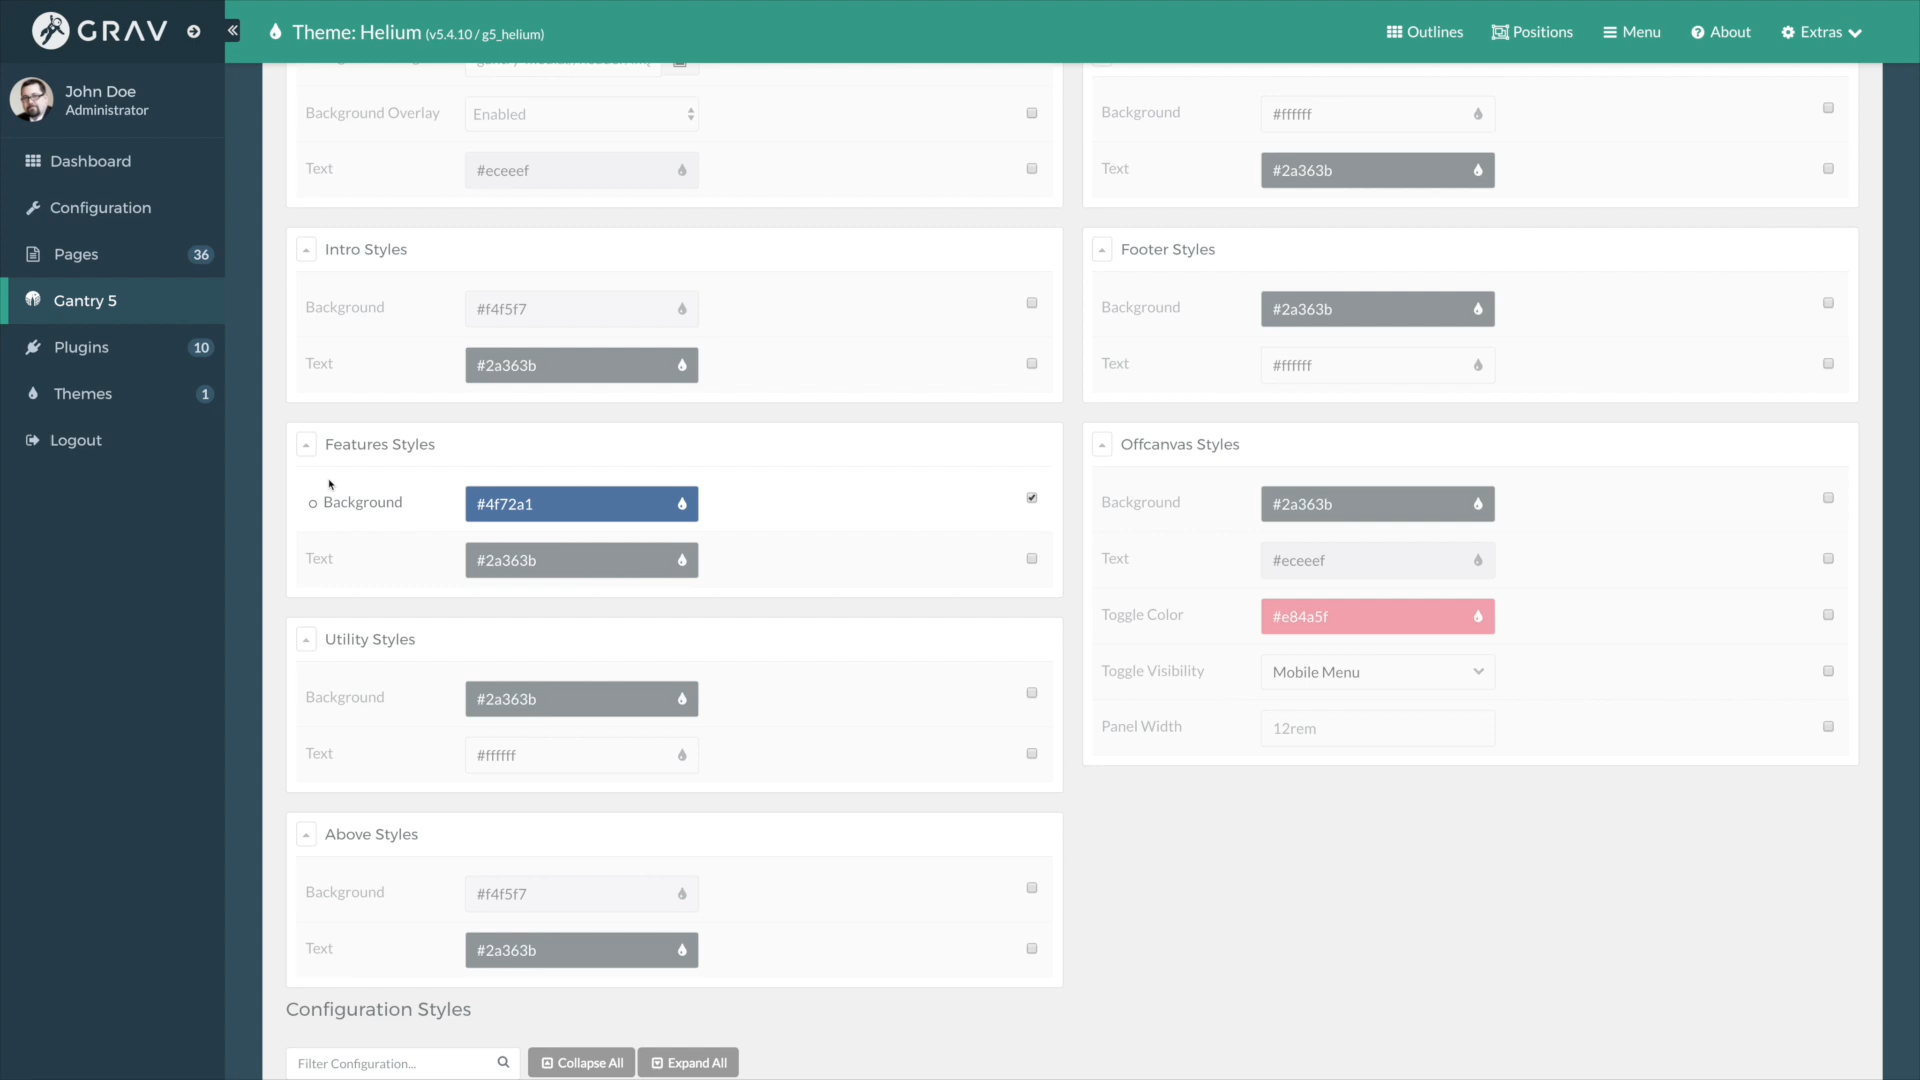 GRAV
Theme: Helium (v5.4.10 / g5_helium)
Outlines
Positions
Menu
About
Extras
John Doe
Administrator
Dashboard
Configuration
Pages 36
Gantry 5
Plugins 10
Themes 1
Logout
Background Overlay Enabled
Text #eceeef
Background #ffffff
Text #2a363b
Intro Styles
Background #f4f5f7
Text #2a363b
Footer Styles
Background #2a363b
Text #ffffff
Features Styles
Background #4f72a1
Text #2a363b
Offcanvas Styles
Background #2a363b
Text #eceeef
Toggle Color #e84a5f
Toggle Visibility Mobile Menu
Panel Width 12rem
Utility Styles
Background #2a363b
Text #ffffff
Above Styles
Background #f4f5f7
Text #2a363b
Configuration Styles
Filter Configuration...
Collapse All
Expand All